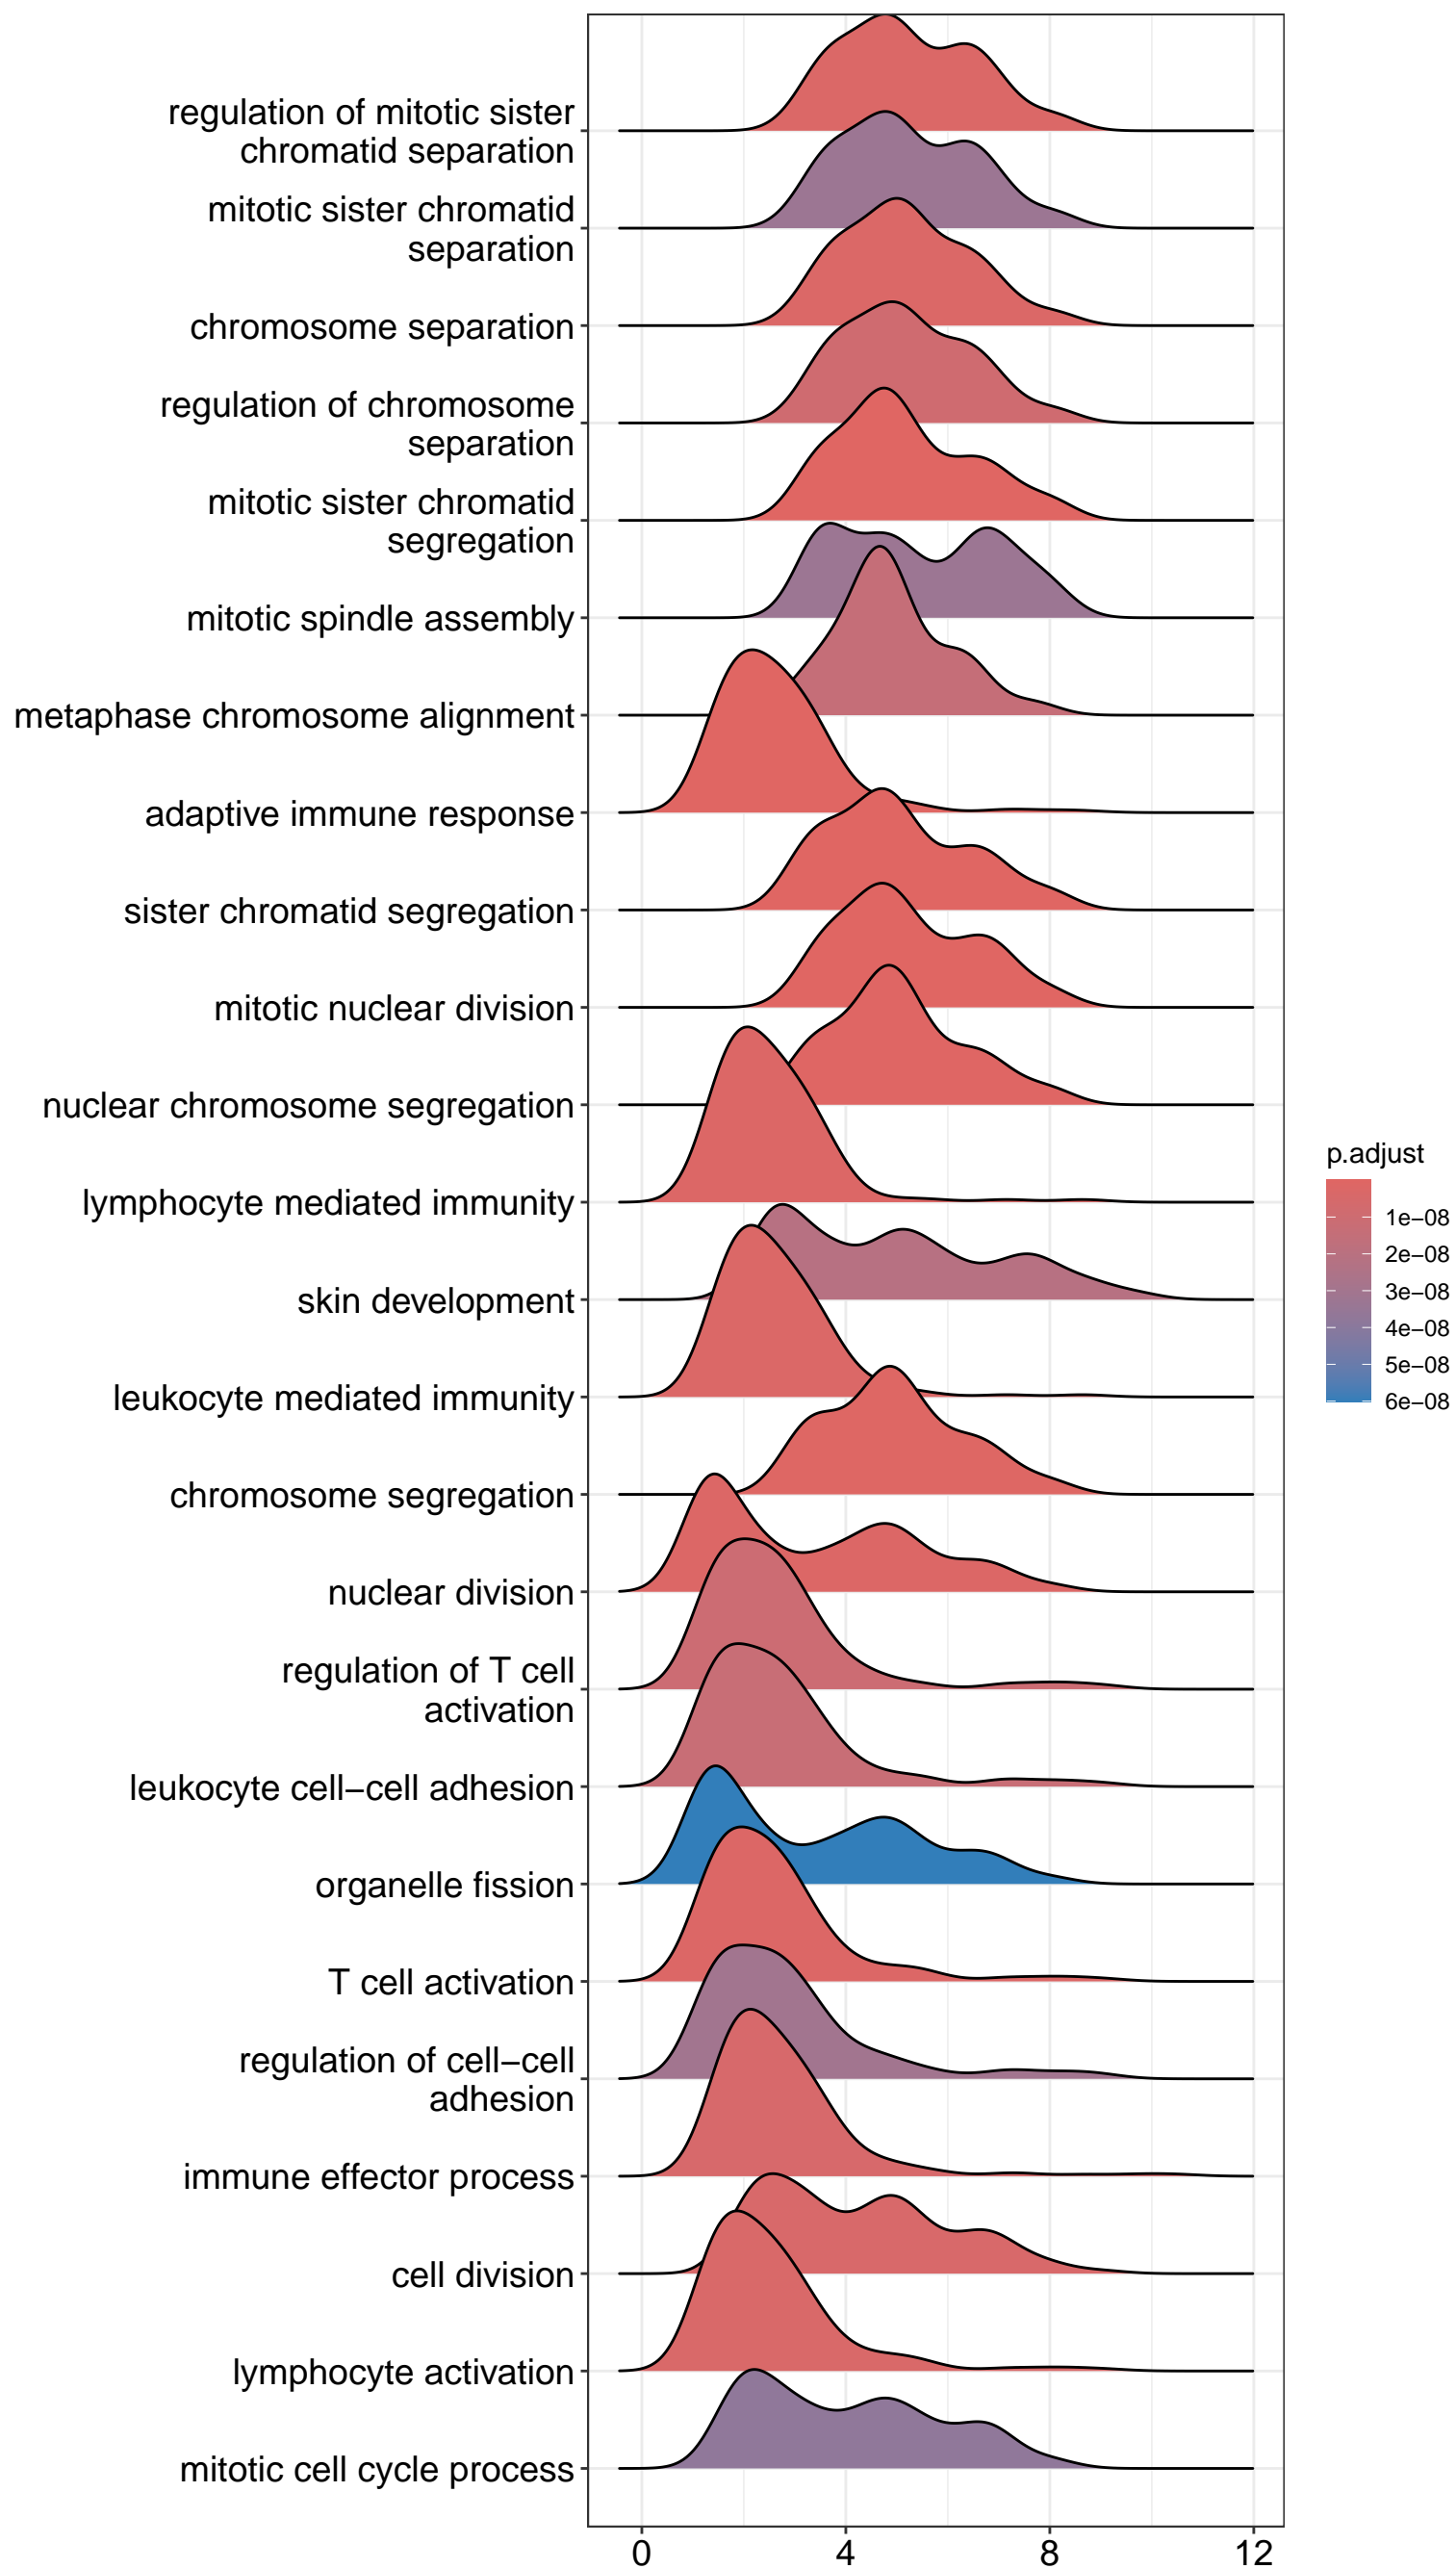 regulation of mitotic sister
chromatid separation
mitotic sister chromatid
separation
chromosome separation
regulation of chromosome
separation
mitotic sister chromatid
segregation
mitotic spindle assembly
metaphase chromosome alignment
adaptive immune response
sister chromatid segregation
mitotic nuclear division
nuclear chromosome segregation
lymphocyte mediated immunity
skin development
leukocyte mediated immunity
chromosome segregation
nuclear division
regulation of T cell
activation
leukocyte cell−cell adhesion
organelle fission
T cell activation
regulation of cell−cell
adhesion
immune effector process
cell division
lymphocyte activation
mitotic cell cycle process
0 4 8 12
p.adjust
1e−08
2e−08
3e−08
4e−08
5e−08
6e−08